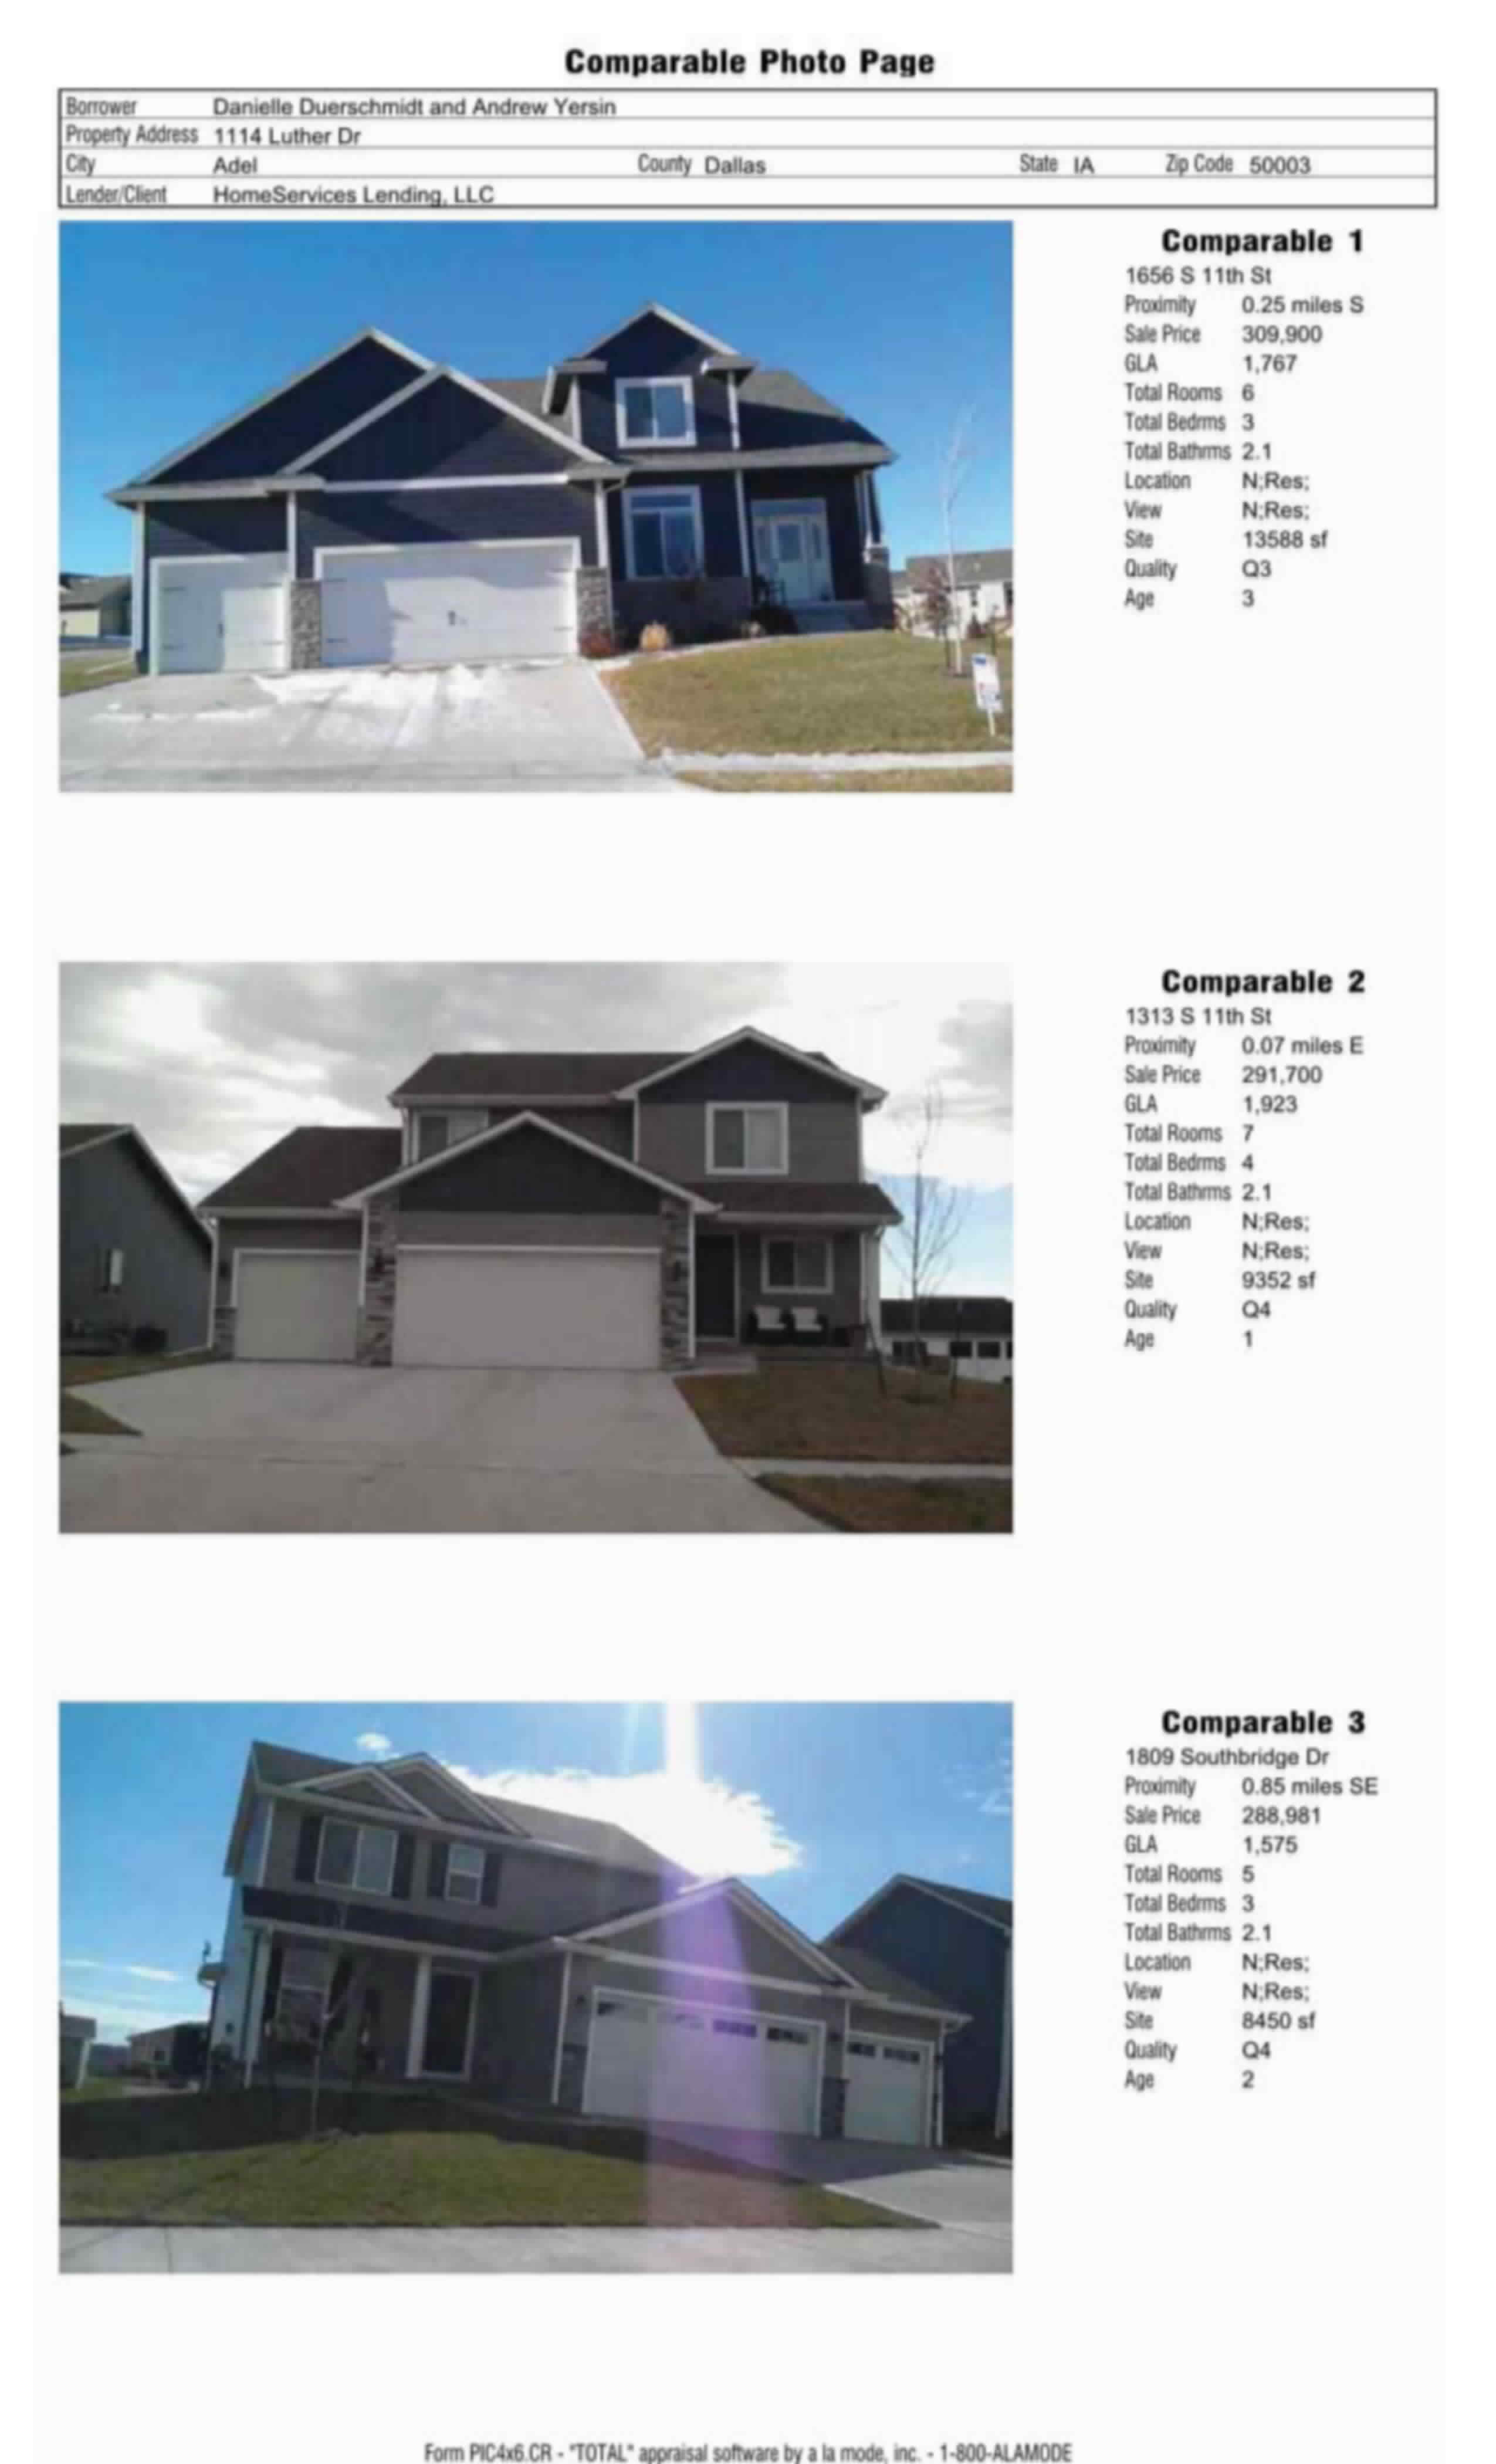 Comparable Photo Page
Borrower Danielle Duerschmidt and Andrew Yersin
Property Address 1114 Luther Dr
City Adel County Dallas State IA Zip Code 50003
Lender/Client HomeServices Lending, LLC
Comparable 1
1656 S 11th St
Proximity 0.25 miles S
Sale Price 309,900
GLA 1,767
Total Rooms 6
Total Bedrms 3
Total Bathrms 2.1
Location N;Res;
View N;Res;
Site 13588 sf
Quality Q3
Age 3
Comparable 2
1313 S 11th St
Proximity 0.07 miles E
Sale Price 291,700
GLA 1,923
Total Rooms 7
Total Bedrms 4
Total Bathrms 2.1
Location N;Res;
View N;Res;
Site 9352 sf
Quality Q4
Age 1
Comparable 3
1809 Southbridge Dr
Proximity 0.85 miles SE
Sale Price 288,981
GLA 1,575
Total Rooms 5
Total Bedrms 3
Total Bathrms 2.1
Location N;Res;
View N;Res;
Site 8450 sf
Quality Q4
Age 2
Form PIC4x6.CR - "TOTAL" appraisal software by a la mode, inc. - 1-800-ALAMODE